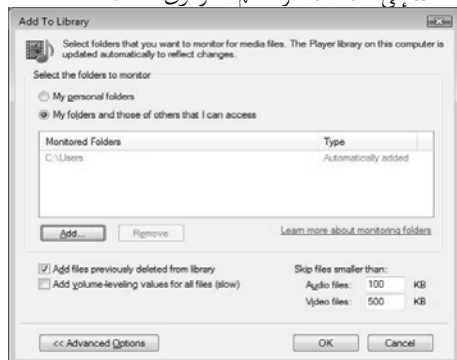 Add To Library
Select folders that you want to monitor for media files. The Player library on this computer is
updated automatically to reflect changes.
Select the folders to monitor
My personal folders
My folders and those of others that I can access
Monitored Folders Type
C:\Users Automatically added
Add... Remove Learn more about monitoring folders
Add files previously deleted from library
Add volume-leveling values for all files (slow)
Skip files smaller than:
Audio files: 100 KB
Video files: 500 KB
<< Advanced Options OK Cancel